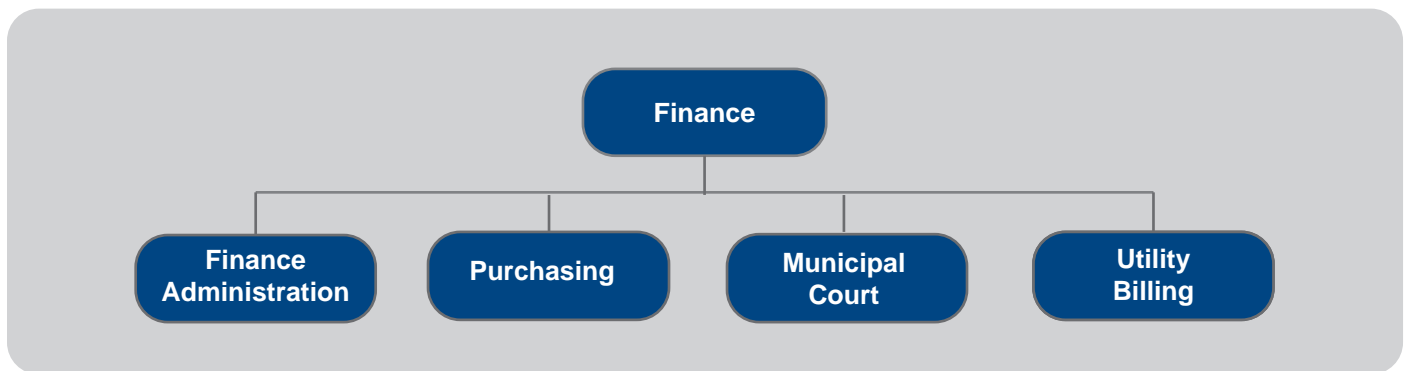 Finance
Finance
Administration
Purchasing
Municipal
Court
Utility
Billing